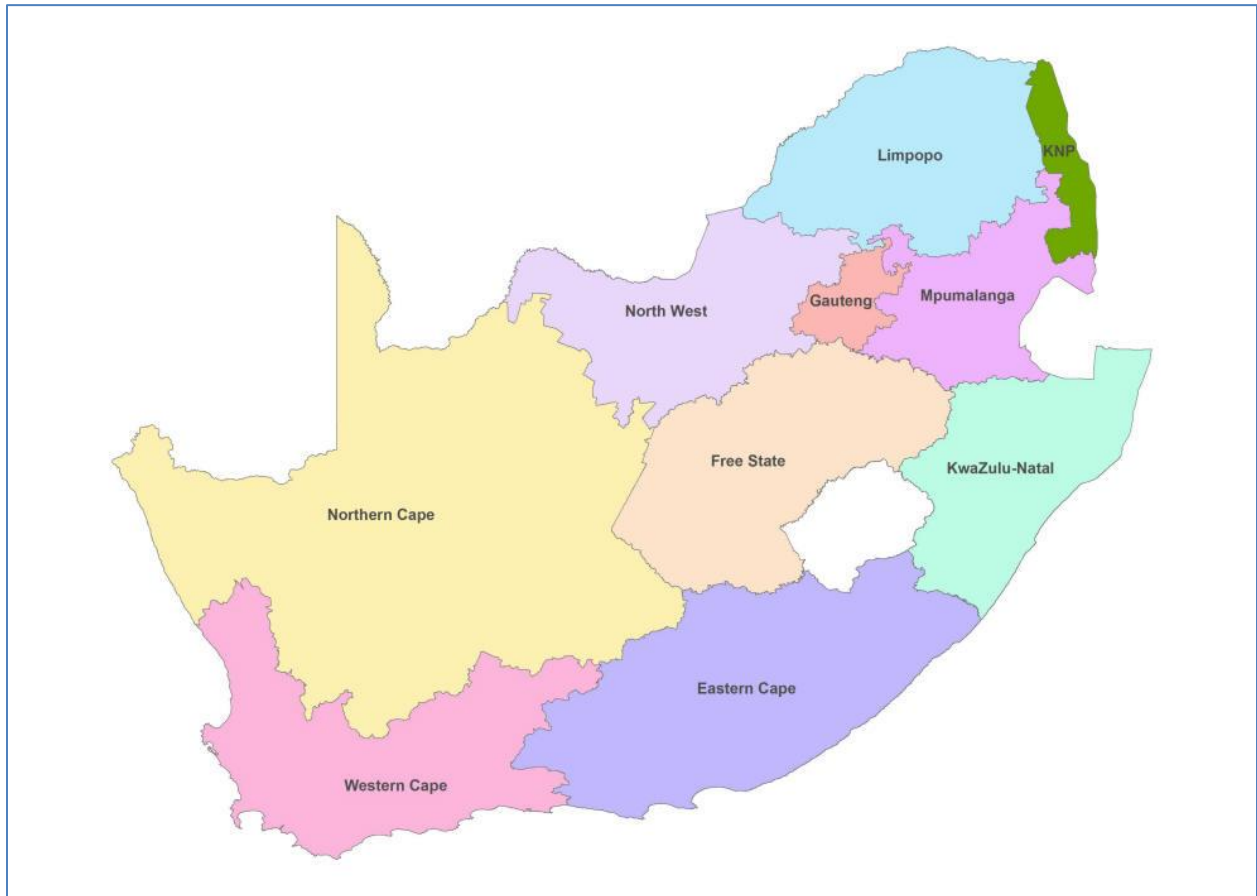 Limpopo
KNP
North West
Gauteng
Mpumalanga
Free State
KwaZulu-Natal
Northern Cape
Eastern Cape
Western Cape